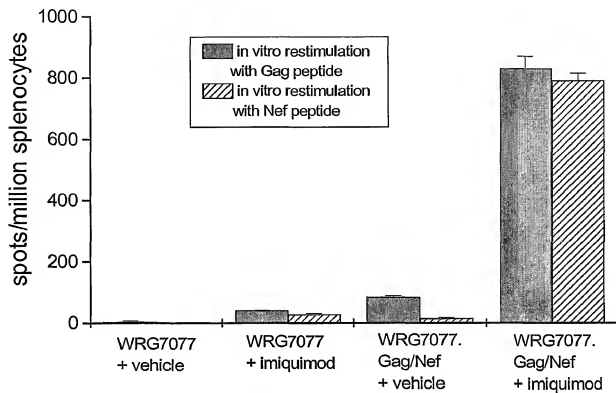 spots/million splenocytes
1000
800
600
400
200
0
in vitro restimulation
with Gag peptide
in vitro restimulation
with Nef peptide
WRG7077
+ vehicle
WRG7077
+ imiquimod
WRG7077.
Gag/Nef
+ vehicle
WRG7077.
Gag/Nef
+ imiquimod